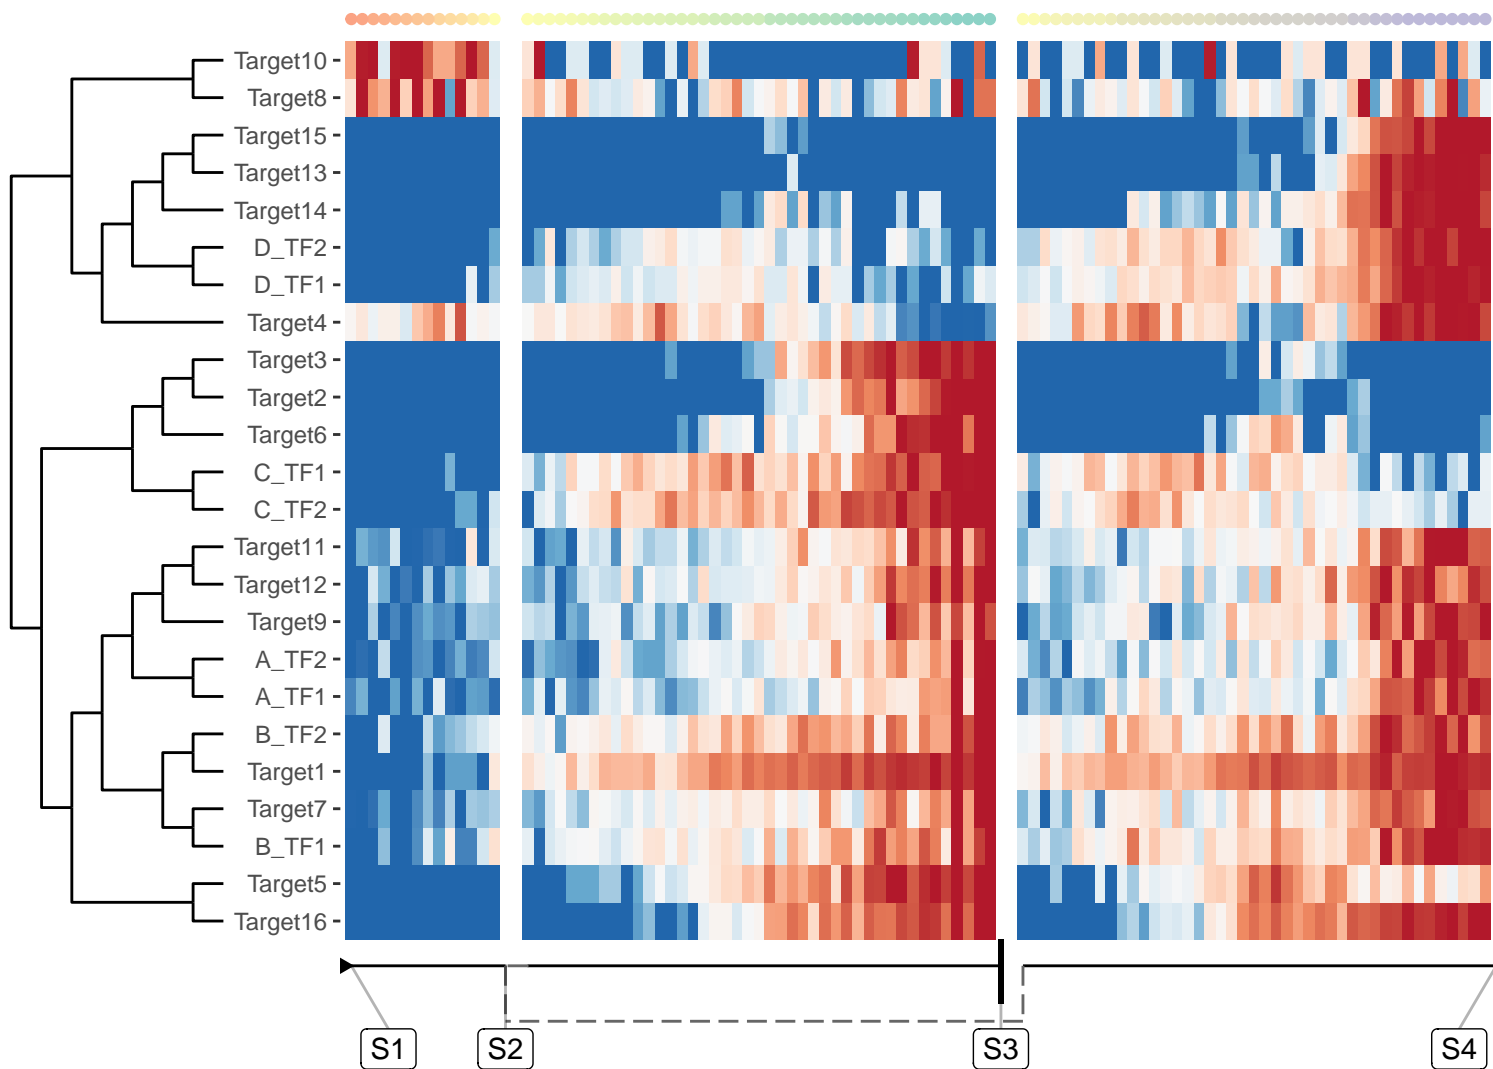 Target10
Target8
Target15
Target13
Target14
D_TF2
D_TF1
Target4
Target3
Target2
Target6
C_TF1
C_TF2
Target11
Target12
Target9
A_TF2
A_TF1
B_TF2
Target1
Target7
B_TF1
Target5
Target16
S1 S2 S3 S4